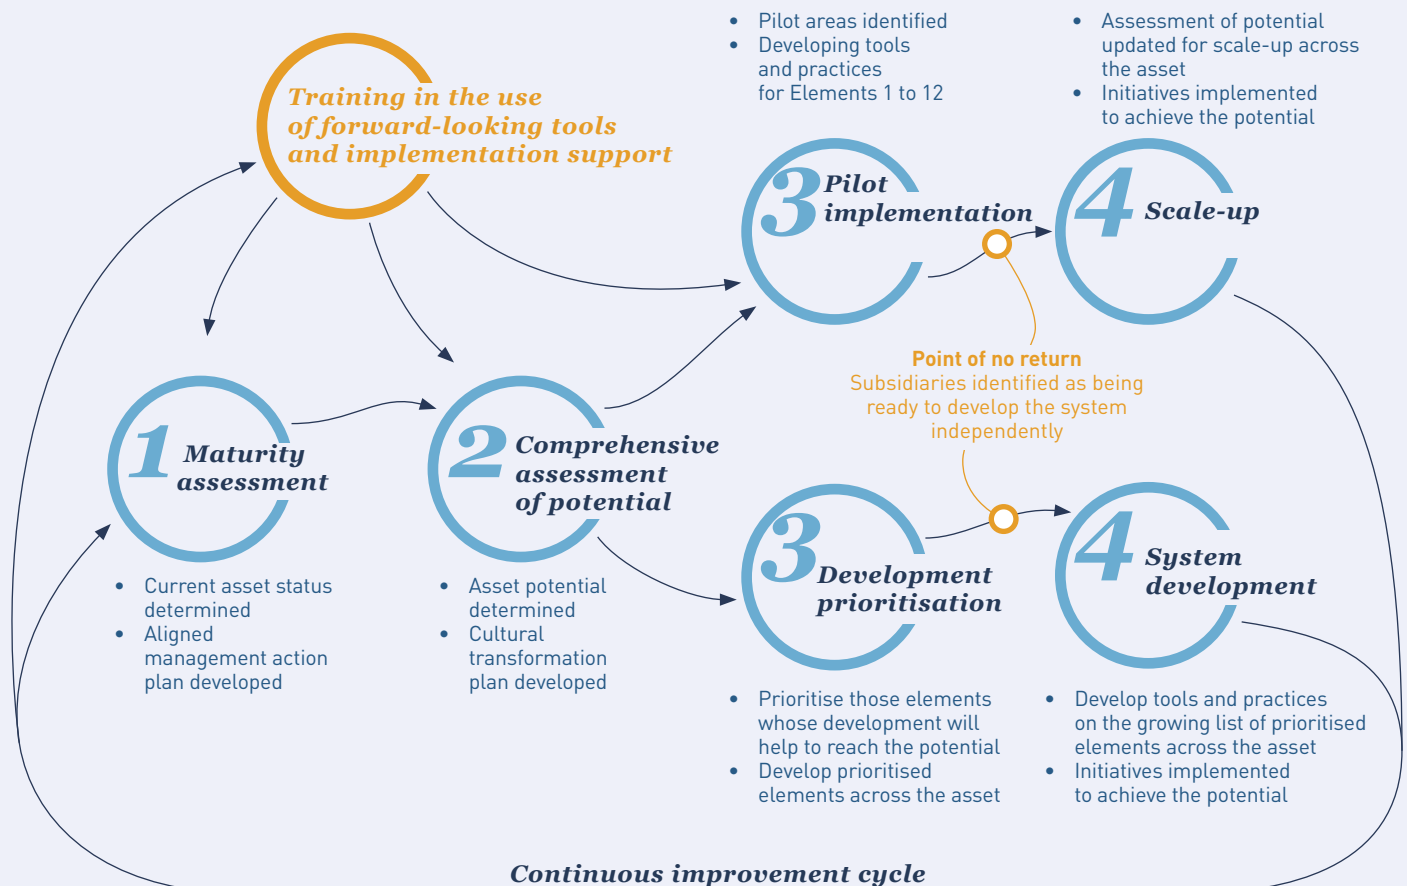 Training in the use
of forward-looking tools
and implementation support
• Pilot areas identified
• Developing tools
and practices
for Elements 1 to 12
3
Pilot
implementation
• Assessment of potential
updated for scale-up across
the asset
• Initiatives implemented
to achieve the potential
4
Scale-up
Point of no return
Subsidiaries identified as being
ready to develop the system
independently
1
Maturity
assessment
• Current asset status
determined
• Aligned
management action
plan developed
2
Comprehensive
assessment
of potential
• Asset potential
determined
• Cultural
transformation
plan developed
3
Development
prioritisation
• Prioritise those elements
whose development will
help to reach the potential
• Develop prioritised
elements across the asset
4
System
development
• Develop tools and practices
on the growing list of prioritised
elements across the asset
• Initiatives implemented
to achieve the potential
Continuous improvement cycle